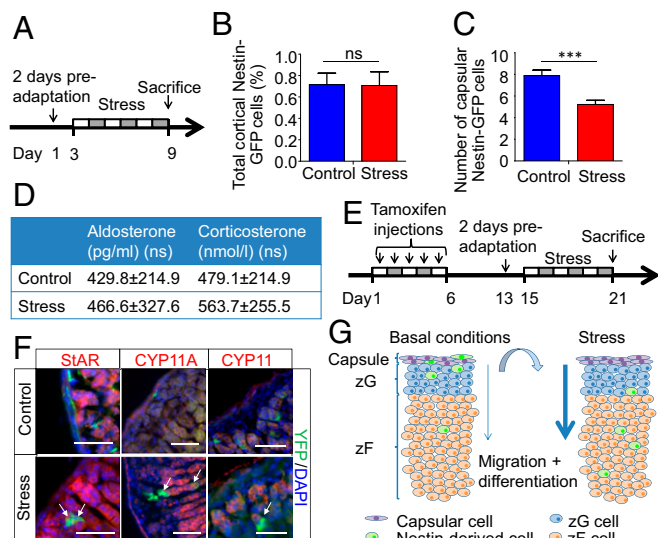 A
2 days pre-
adaptation
Stress
Sacrifice
Day 1 3 9
B
Total cortical Nestin-
GFP cells (%)
1.0
0.8
0.6
0.4
0.2
0.0
ns
Control Stress
C
Number of capsular
Nestin-GFP cells
10
8
6
4
2
0
***
Control Stress
D
Aldosterone (pg/ml) (ns) Corticosterone (nmol/l) (ns)
Control 429.8±214.9 479.1±214.9
Stress 466.6±327.6 563.7±255.5
E
Tamoxifen
injections
2 days pre-
adaptation
Stress
Sacrifice
Day1 6 13 15 21
F
StAR CYP11A CYP11
Control
Stress
YFP/DAPI
G
Basal conditions Stress
Capsule
zG
zF
Migration +
differentiation
Capsular cell zG cell
Nestin-derived cell zF cell